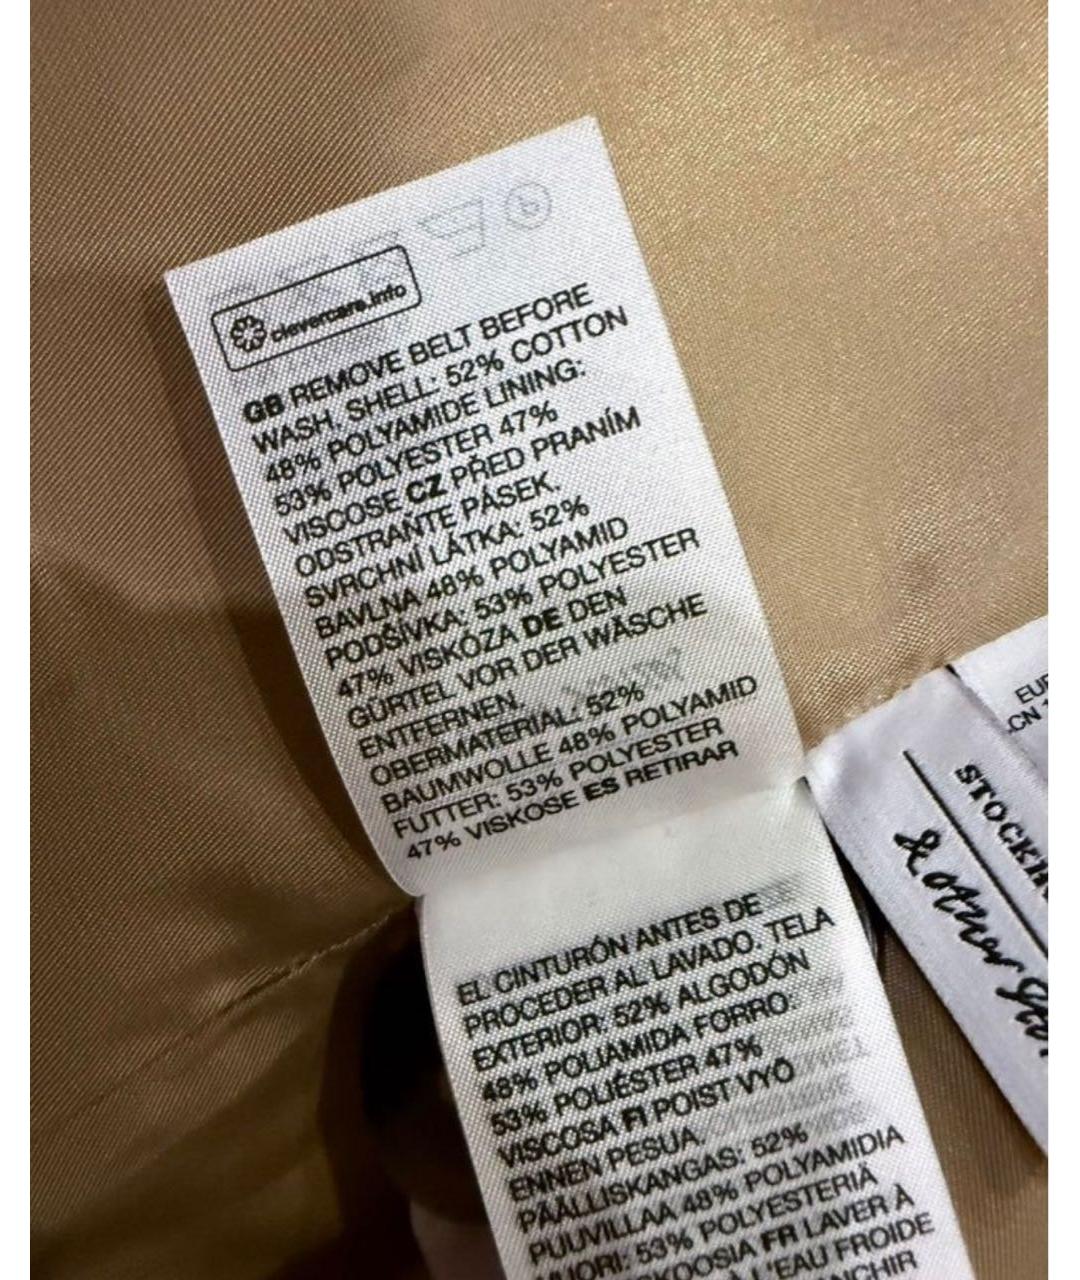 clevercare.info
GB REMOVE BELT BEFORE
WASH. SHELL: 52% COTTON
48% POLYAMIDE LINING:
53% POLYESTER 47%
VISCOSE CZ PŘED PRANÍM
ODSTRAŇTE PÁSEK.
SVRCHNÍ LÁTKA: 52%
BAVLNA 48% POLYAMID
PODŠÍVKA: 53% POLYESTER
47% VISKÓZA DE DEN
GÜRTEL VOR DER WÄSCHE
ENTFERNEN.
OBERMATERIAL: 52%
BAUMWOLLE 48% POLYAMID
FUTTER: 53% POLYESTER
47% VISKOSE ES RETIRAR
EL CINTURÓN ANTES DE
PROCEDER AL LAVADO. TELA
EXTERIOR: 52% ALGODÓN
48% POLIAMIDA FORRO:
53% POLIÉSTER 47%
VISCOSA FI POIST VYÖ
ENNEN PESUA.
PÄÄLLISKANGAS: 52%
PUUVILLAA 48% POLYAMIDIA
VUORI: 53% POLYESTERIÄ
FR LAVER À
L'EAU FROIDE
& other
EUR
CN